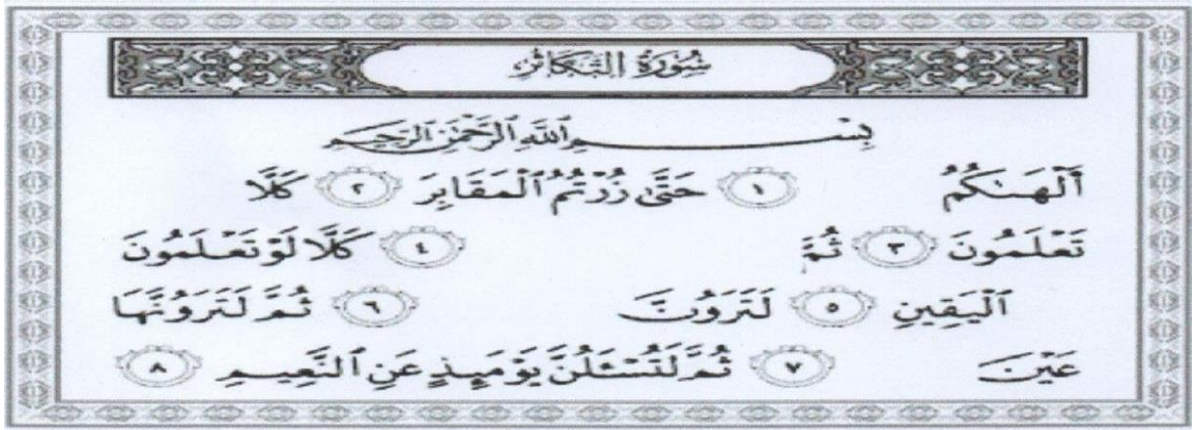 سُورَةُ التَّكَاثُرِ
بِسْمِ اللَّهِ الرَّحْمَٰنِ الرَّحِيمِ
أَلْهَىٰكُمُ ١ حَتَّىٰ زُرْتُمُ الْمَقَابِرَ ٢ كَلَّا
تَعْلَمُونَ ٣ ثُمَّ ٤ كَلَّا لَوْ تَعْلَمُونَ
الْيَقِينِ ٥ لَتَرَوُنَّ ٦ ثُمَّ لَتَرَوُنَّهَا
عَيْنَ ٧ ثُمَّ لَتُسْـَٔلُنَّ يَوْمَئِذٍ عَنِ النَّعِيمِ ٨